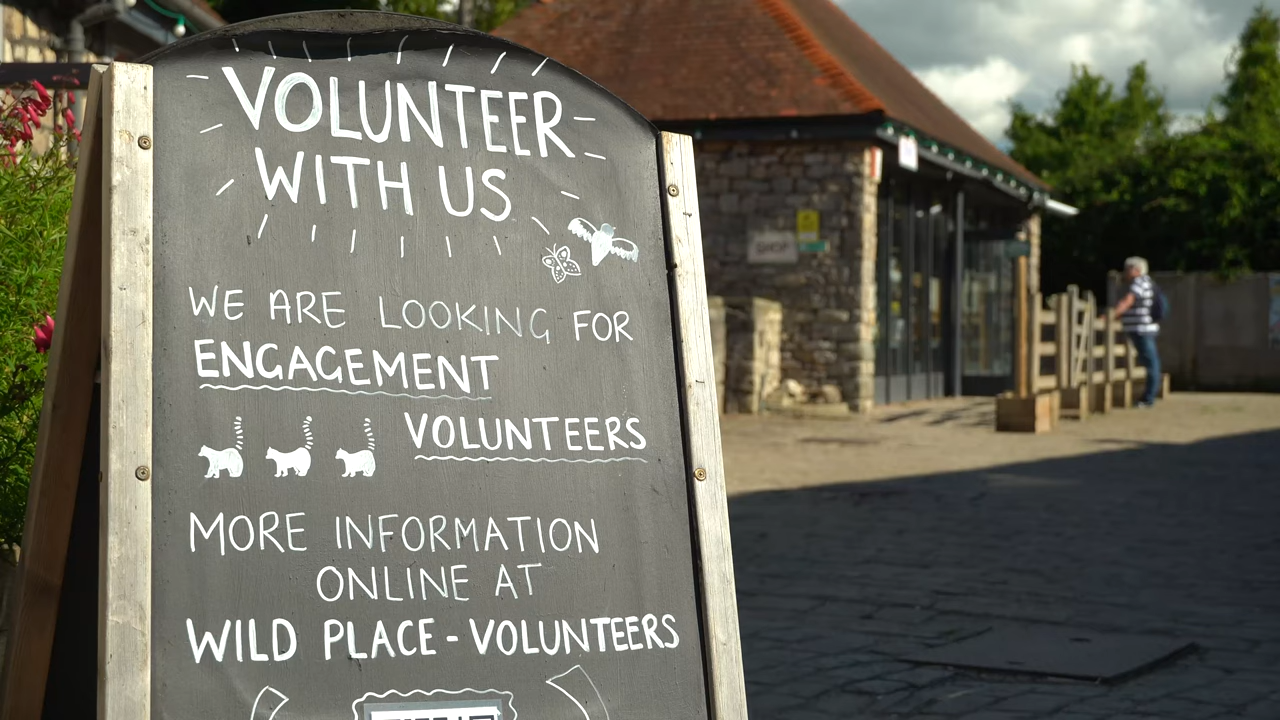 VOLUNTEER
WITH US
WE ARE LOOKING FOR
ENGAGEMENT
VOLUNTEERS
MORE INFORMATION
ONLINE AT
WILD PLACE - VOLUNTEERS
SHOP